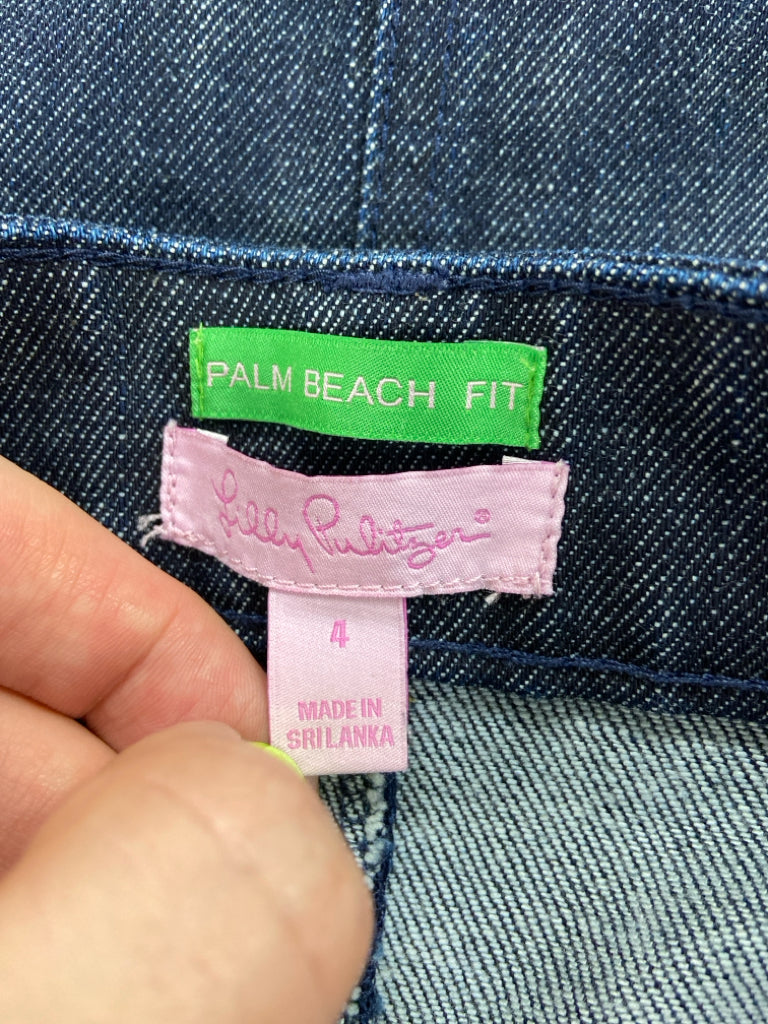 PALM BEACH FIT
Lilly Pulitzer®
4
MADE IN
SRI LANKA